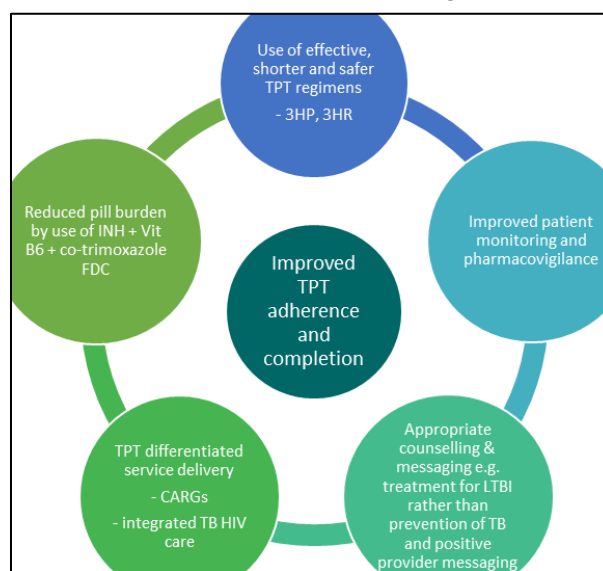 Use of effective,
shorter and safer
TPT regimens
- 3HP, 3HR
Improved patient
monitoring and
pharmacovigilance
Appropriate
counselling &
messaging e.g.
treatment for LTBI
rather than
prevention of TB
and positive
provider messaging
TPT differentiated
service delivery
- CARGs
- integrated TB HIV
care
Reduced pill burden
by use of INH + Vit
B6 + co-trimoxazole
FDC
Improved
TPT
adherence
and
completion